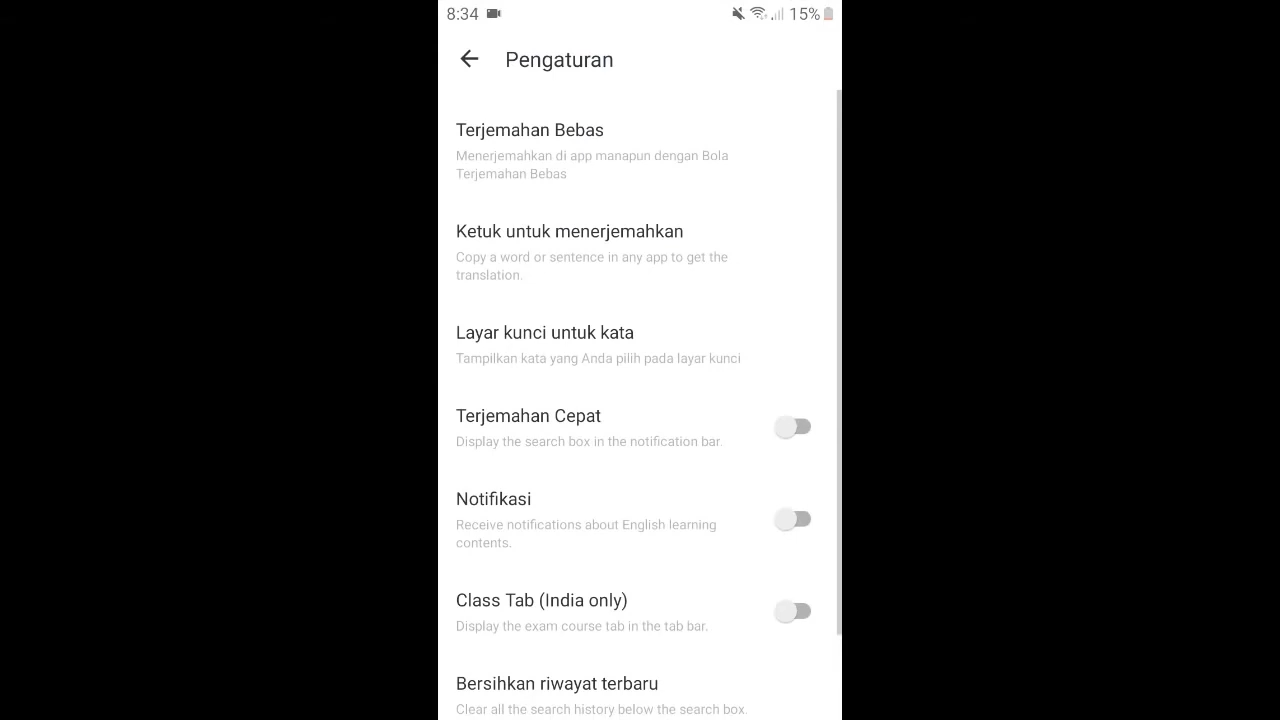 8:34 15%
Pengaturan
Terjemahan Bebas
Menerjemahkan di app manapun dengan Bola
Terjemahan Bebas
Ketuk untuk menerjemahkan
Copy a word or sentence in any app to get the
translation.
Layar kunci untuk kata
Tampilkan kata yang Anda pilih pada layar kunci
Terjemahan Cepat
Display the search box in the notification bar.
Notifikasi
Receive notifications about English learning
contents.
Class Tab (India only)
Display the exam course tab in the tab bar.
Bersihkan riwayat terbaru
Clear all the search history below the search box.